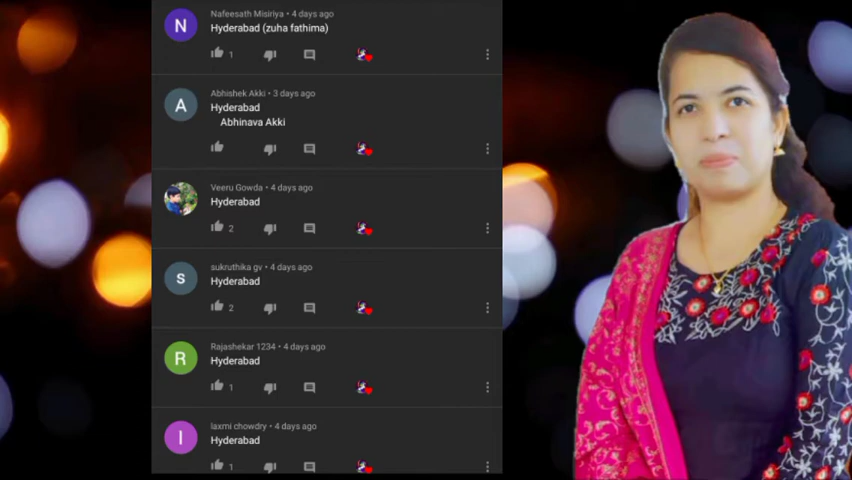 N
Nafeesath Misiriya • 4 days ago
Hyderabad (zuha fathima)
1
A
Abhishek Akki • 3 days ago
Hyderabad
Abhinava Akki
Veeru Gowda • 4 days ago
Hyderabad
2
s
sukruthika gv • 4 days ago
Hyderabad
2
R
Rajashekar 1234 • 4 days ago
Hyderabad
1
l
laxmi chowdry • 4 days ago
Hyderabad
1